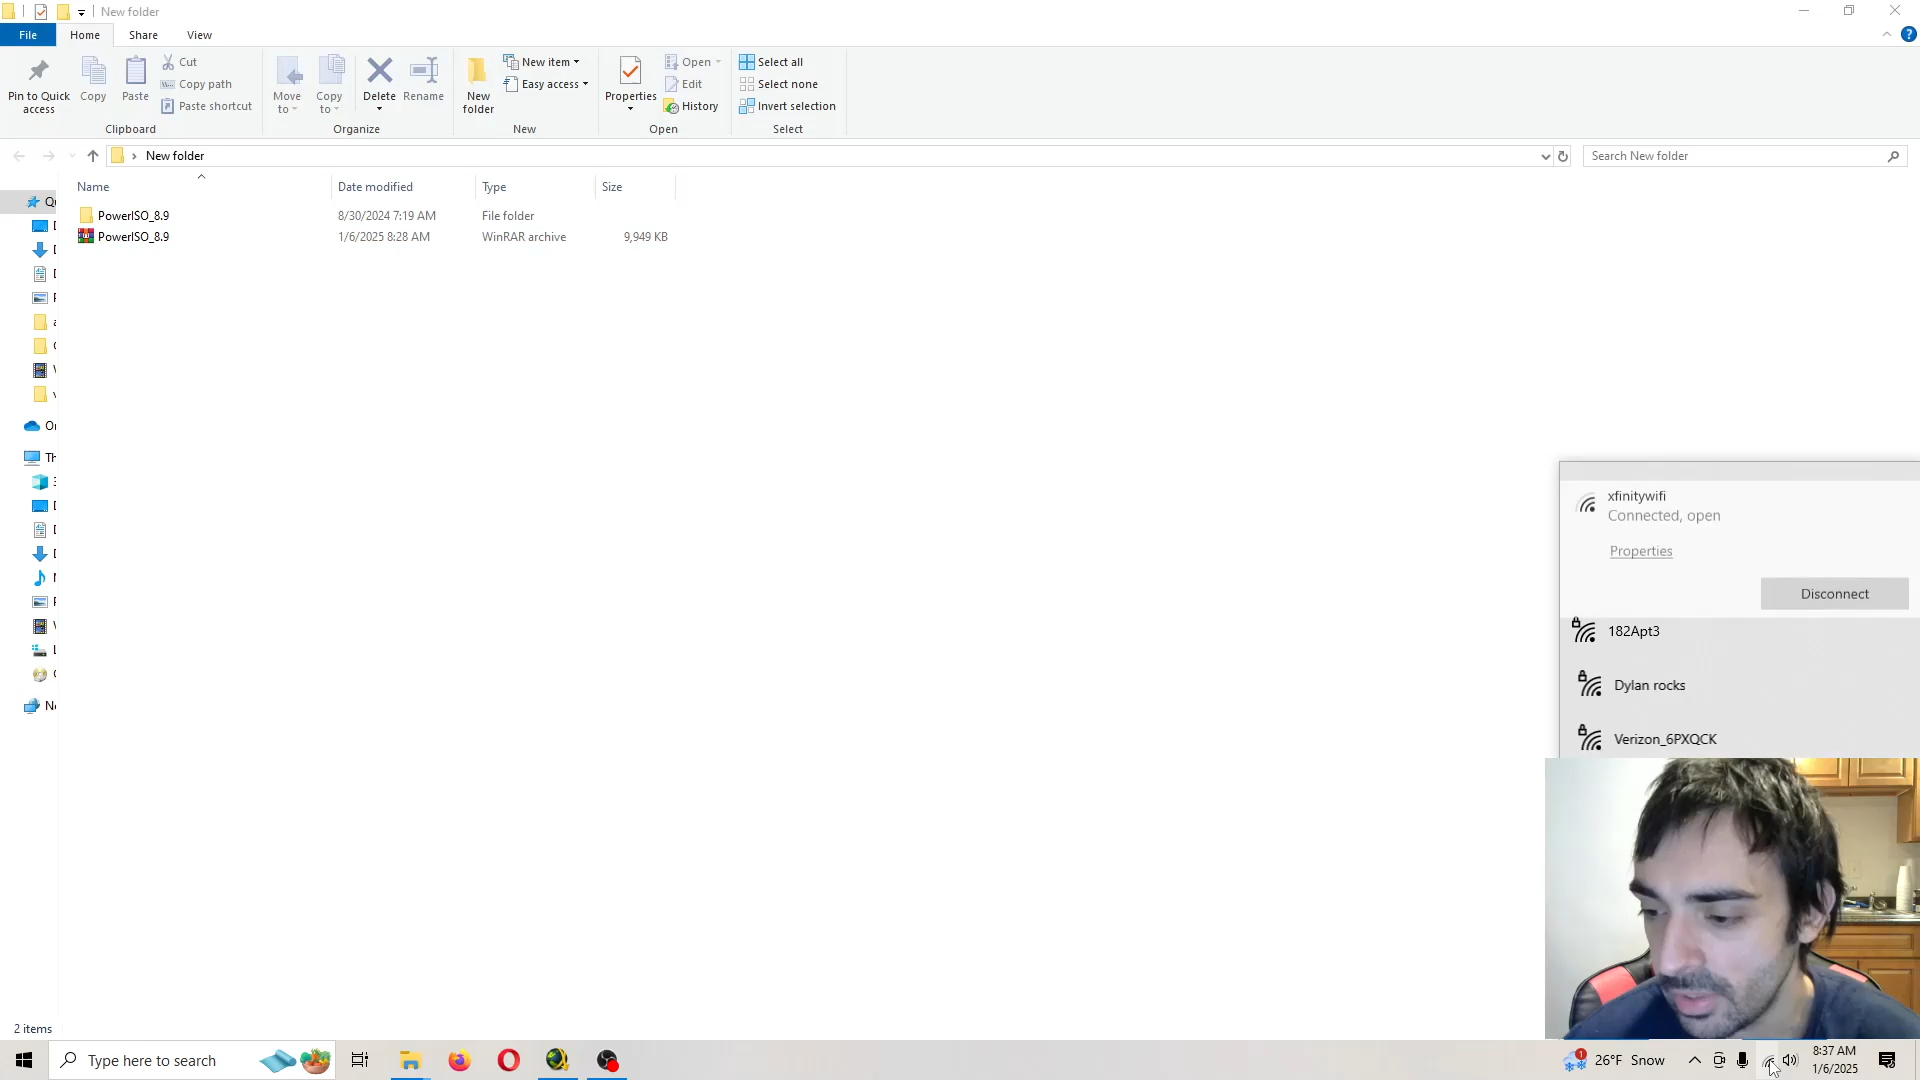 New folder
File Home Share View
Pin to Quick access
Copy
Paste
Cut
Copy path
Paste shortcut
Move to
Copy to
Delete
Rename
New folder
New item
Easy access
Properties
Open
Edit
History
Select all
Select none
Invert selection
Clipboard Organize New Open Select
New folder
Search New folder
Name Date modified Type Size
PowerISO_8.9 8/30/2024 7:19 AM File folder
PowerISO_8.9 1/6/2025 8:28 AM WinRAR archive 9,949 KB
xfinitywifi
Connected, open
Properties
Disconnect
182Apt3
Dylan rocks
Verizon_6PXQCK
2 items
Type here to search
26°F Snow
8:37 AM
1/6/2025